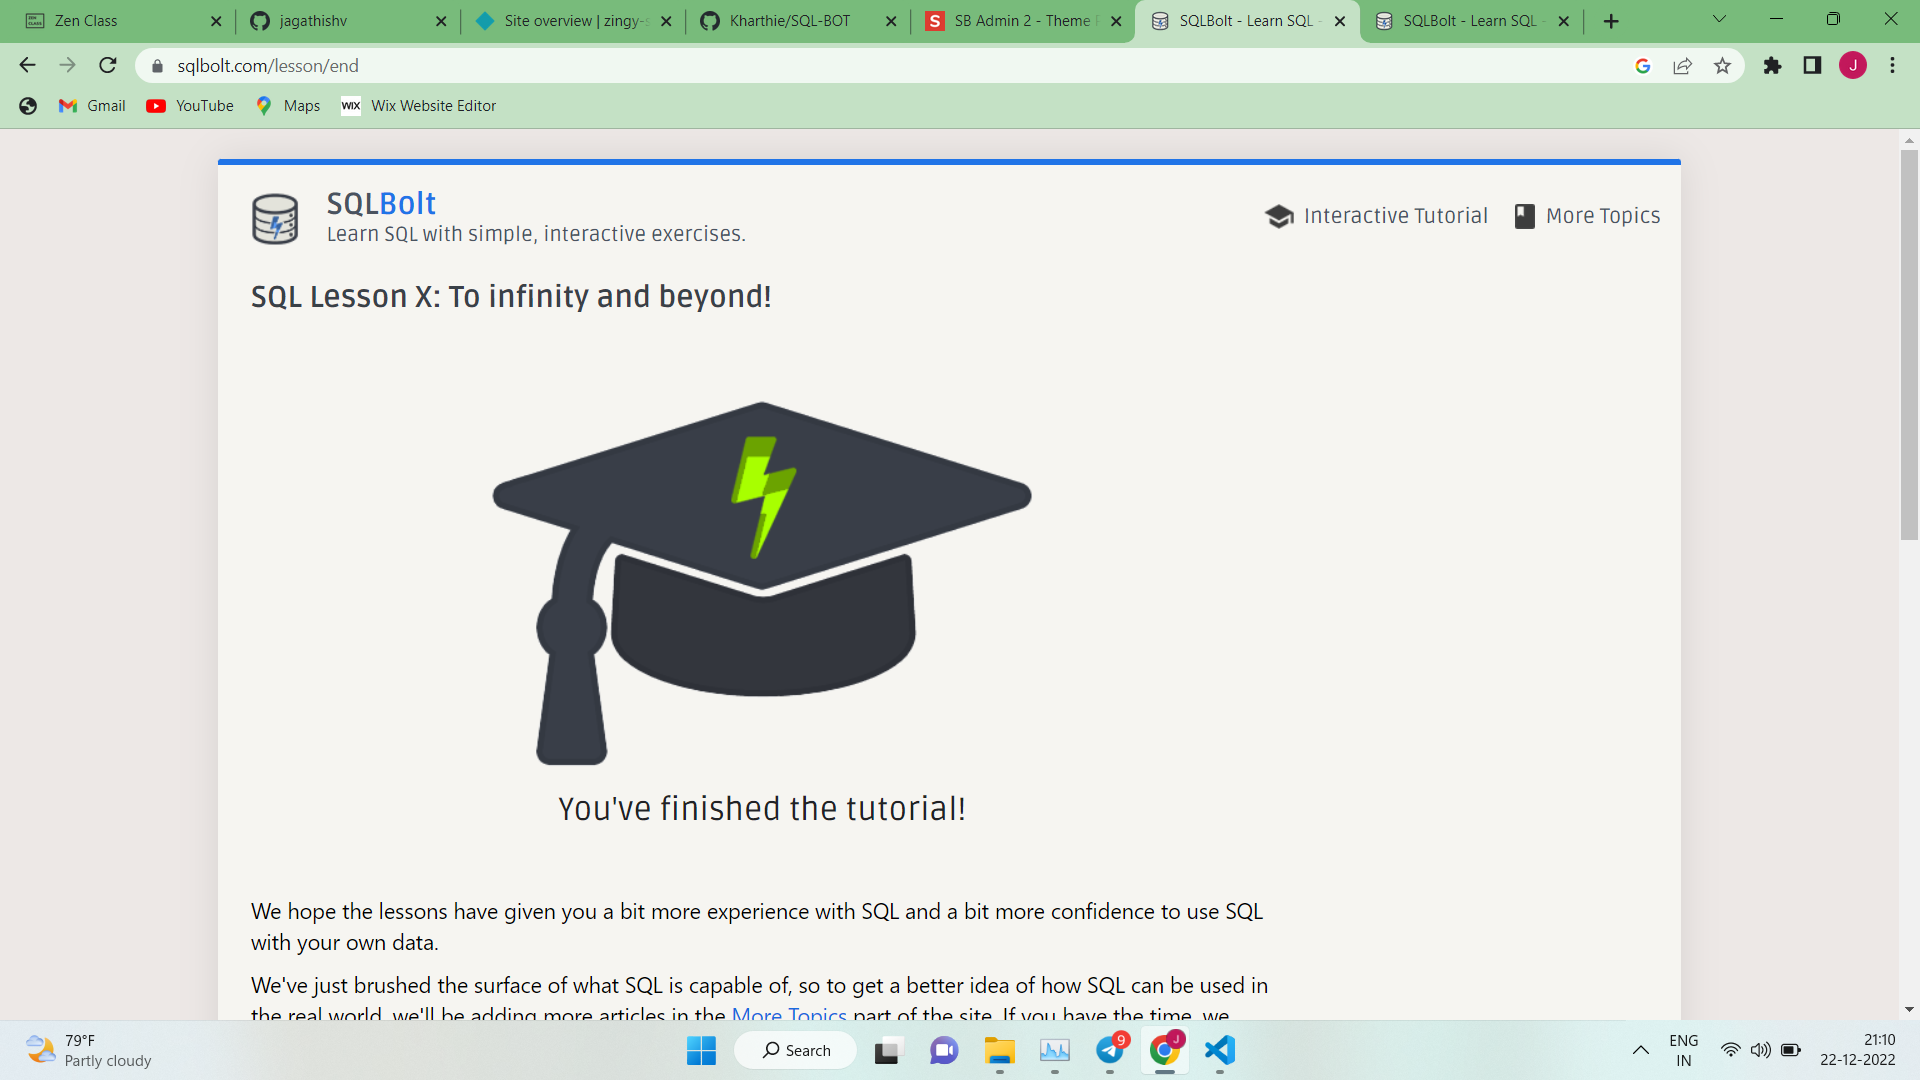 Zen Class
jagathishv
Site overview | zingy-s
Kharthie/SQL-BOT
SB Admin 2 - Theme P
SQLBolt - Learn SQL -
SQLBolt - Learn SQL -
sqlbolt.com/lesson/end
J
Gmail
YouTube
Maps
WIX
Wix Website Editor
SQLBolt
Learn SQL with simple, interactive exercises.
Interactive Tutorial
More Topics
SQL Lesson X: To infinity and beyond!
You've finished the tutorial!
We hope the lessons have given you a bit more experience with SQL and a bit more confidence to use SQL
with your own data.
We've just brushed the surface of what SQL is capable of, so to get a better idea of how SQL can be used in
the real world, we'll be adding more articles in the More Topics part of the site. If you have the time, we
79°F
Partly cloudy
Search
9
J
ENG
IN
21:10
22-12-2022